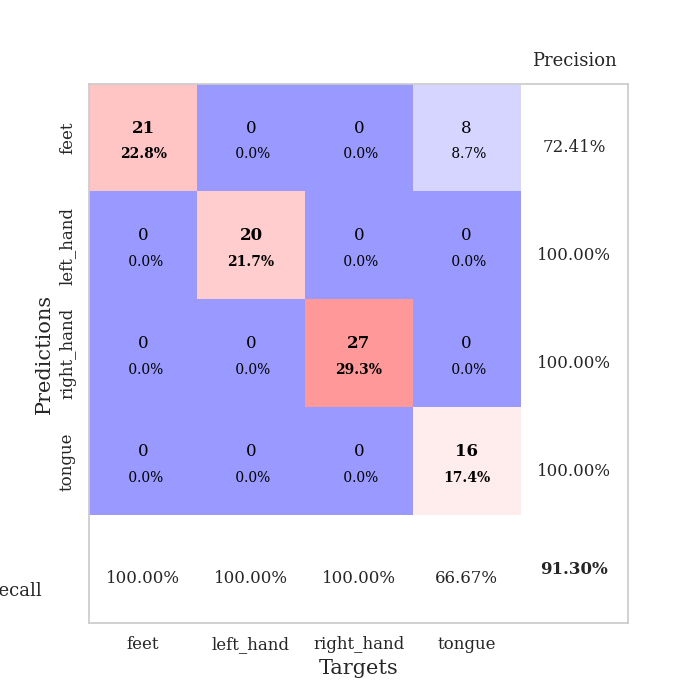 Precision
feet 21 0 0 8 72.41%
22.8% 0.0% 0.0% 8.7%
left_hand 0 20 0 0 100.00%
0.0% 21.7% 0.0% 0.0%
right_hand 0 0 27 0 100.00%
0.0% 0.0% 29.3% 0.0%
tongue 0 0 0 16 100.00%
0.0% 0.0% 0.0% 17.4%
Predictions
ecall 100.00% 100.00% 100.00% 66.67% 91.30%
feet left_hand right_hand tongue
Targets